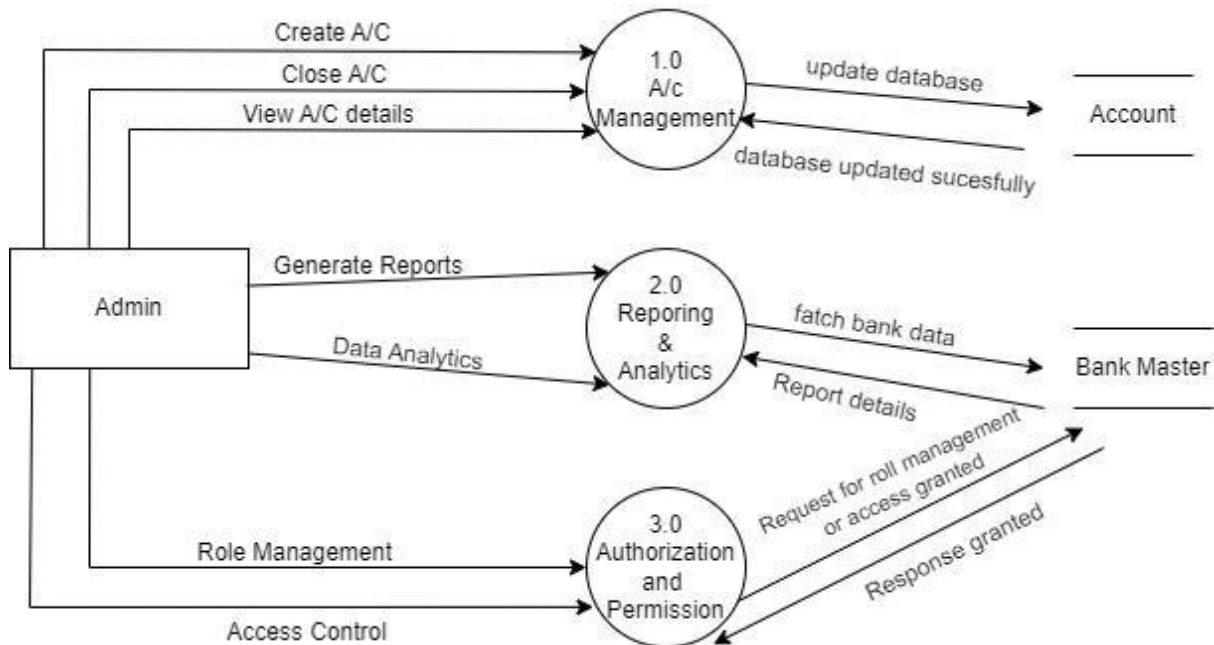 Create A/C
Close A/C
View A/C details
1.0
A/c
Management
update database
database updated sucesfully
Account
Admin
Generate Reports
Data Analytics
2.0
Reporing
&
Analytics
fatch bank data
Report details
Bank Master
Role Management
Access Control
3.0
Authorization
and
Permission
Request for roll management
or access granted
Response granted